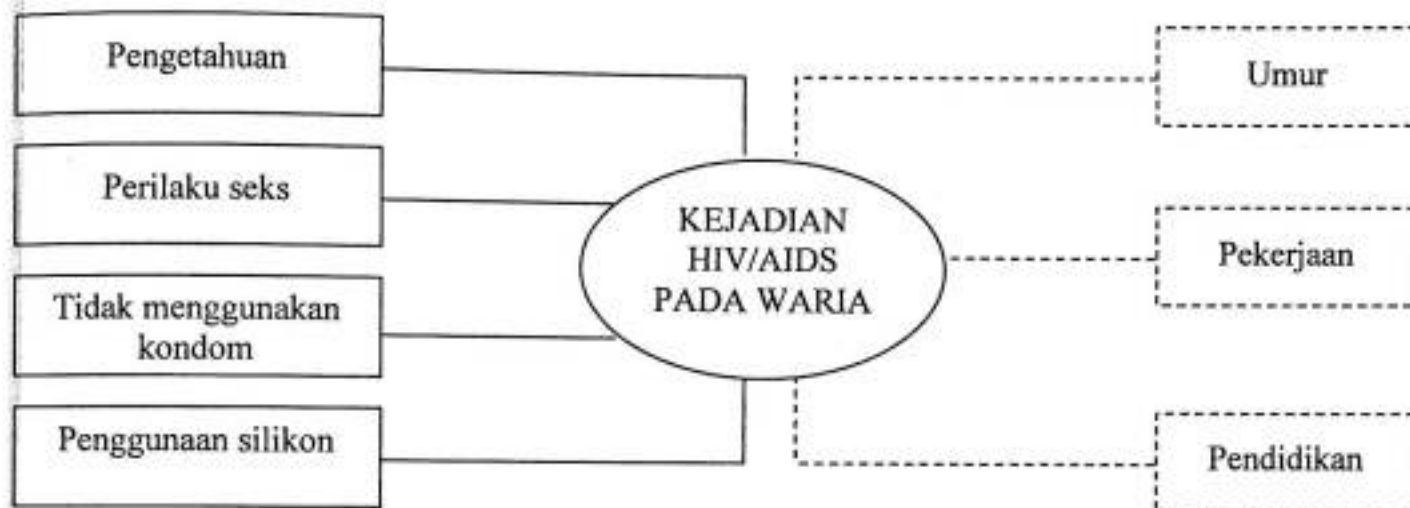 Pengetahuan
Perilaku seks
Tidak menggunakan
kondom
Penggunaan silikon
KEJADIAN
HIV/AIDS
PADA WARIA
Umur
Pekerjaan
Pendidikan